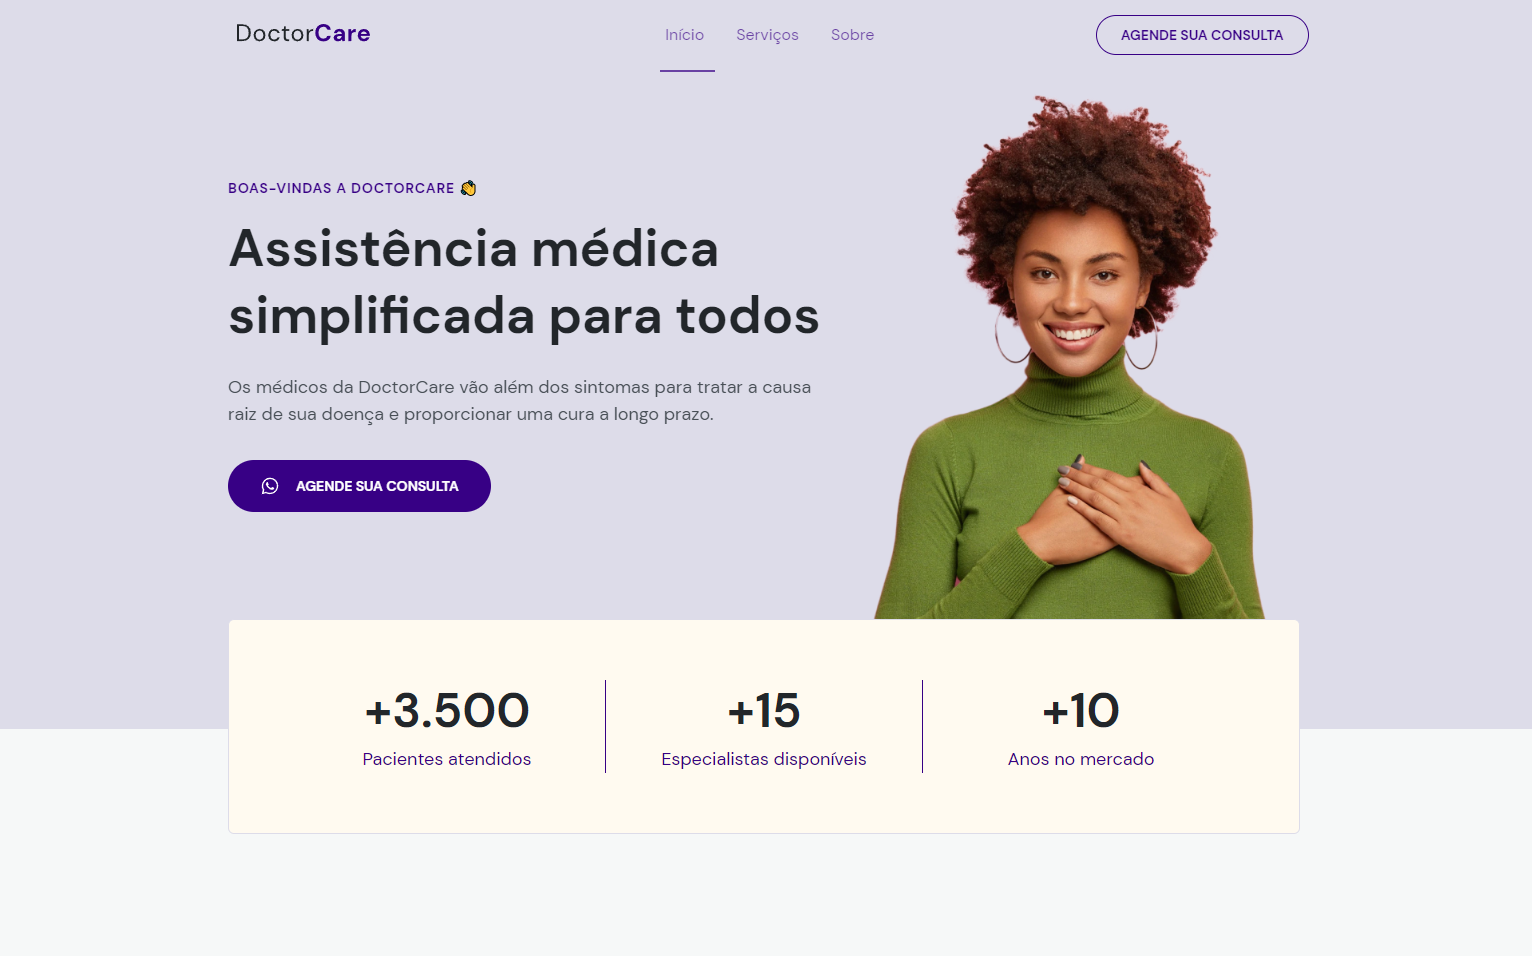 DoctorCare
Início
Serviços
Sobre
AGENDE SUA CONSULTA
BOAS-VINDAS A DOCTORCARE 👋
Assistência médica
simplificada para todos
Os médicos da DoctorCare vão além dos sintomas para tratar a causa
raiz de sua doença e proporcionar uma cura a longo prazo.
AGENDE SUA CONSULTA
+3.500
Pacientes atendidos
+15
Especialistas disponíveis
+10
Anos no mercado